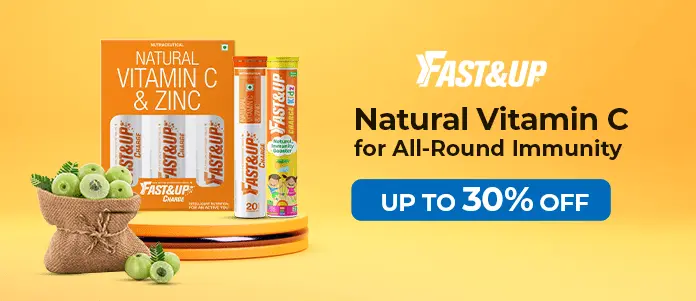 NUTRACEUTICAL
NATURAL
VITAMIN C
& ZINC
FAST&UP
FAST&UP
FAST&UP
FAST&UP
CHARGE
EFFERVESCENT NUTRITION
FOR AN ACTIVE YOU
FAST&UP
CHARGE
20
FAST&UP
CHARGE Kidz
Natural
Immunity
Booster
FAST&UP
Natural Vitamin C
for All-Round Immunity
UP TO 30% OFF